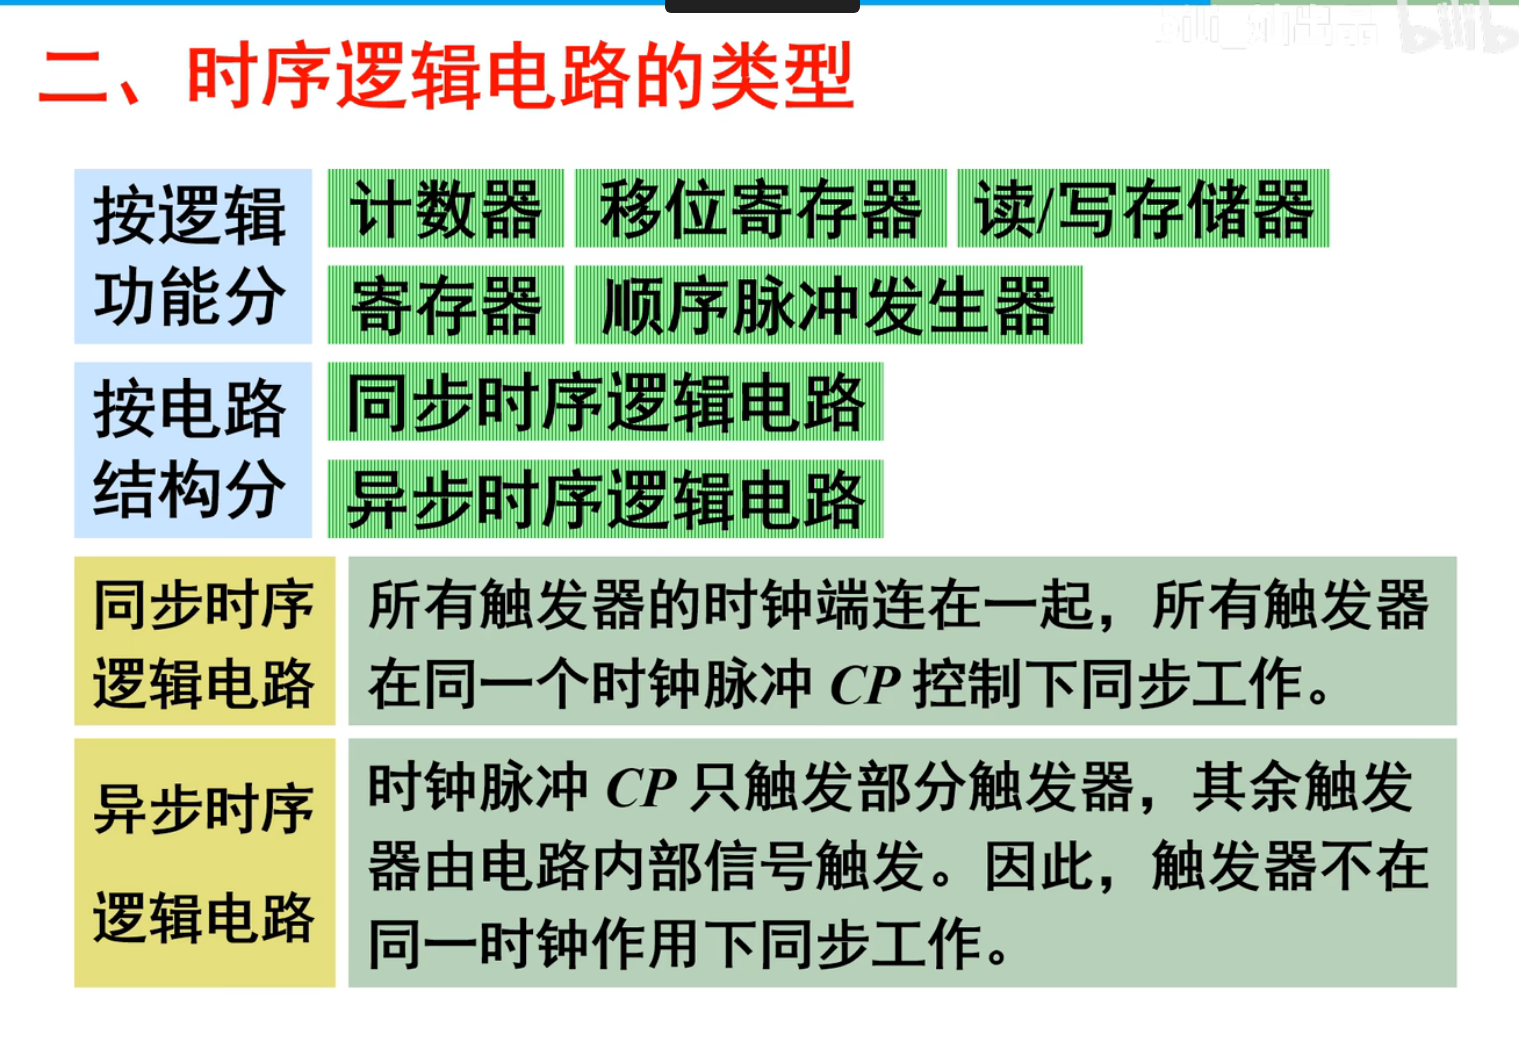 二、时序逻辑电路的类型
按逻辑
功能分
计数器 移位寄存器 读/写存储器
寄存器 顺序脉冲发生器
按电路
结构分
同步时序逻辑电路
异步时序逻辑电路
同步时序
逻辑电路
所有触发器的时钟端连在一起，所有触发器
在同一个时钟脉冲 CP 控制下同步工作。
异步时序
逻辑电路
时钟脉冲 CP 只触发部分触发器，其余触发
器由电路内部信号触发。因此，触发器不在
同一时钟作用下同步工作。